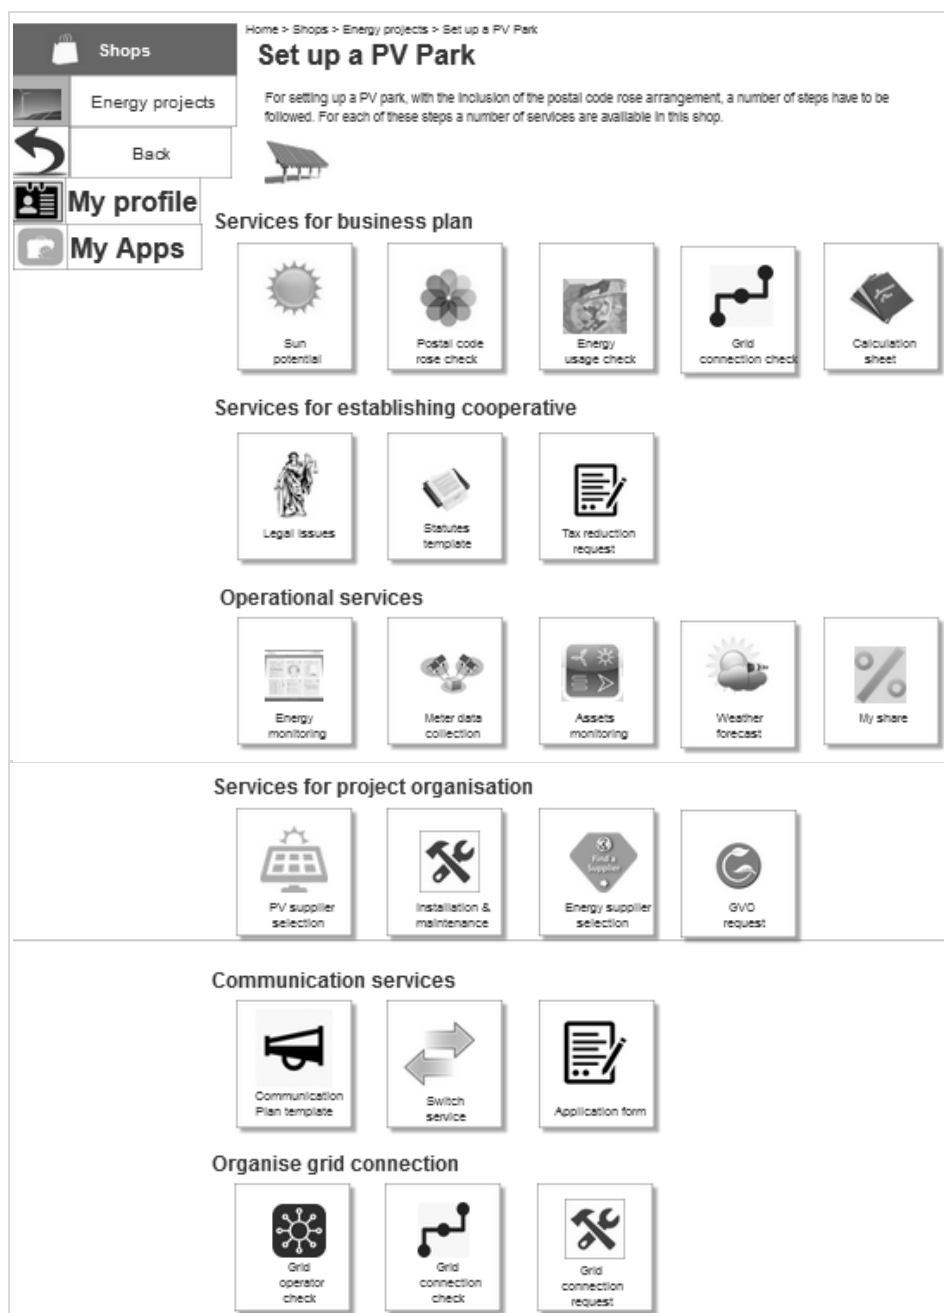 Home > Shops > Energy projects > Set up a PV Park
Shops
Set up a PV Park
Energy projects
For setting up a PV park, with the inclusion of the postal code rose arrangement, a number of steps have to be
followed. For each of these steps a number of services are available in this shop.
Back
My profile
My Apps
Services for business plan
Sun
potential
Postal code
rose check
Energy
usage check
Grid
connection check
Calculation
sheet
Services for establishing cooperative
Legal issues
Statutes
template
Tax reduction
request
Operational services
Energy
monitoring
Meter data
collection
Assets
monitoring
Weather
forecast
My share
Services for project organisation
PV supplier
selection
Installation &
maintenance
Find a
Supplier
Energy supplier
selection
GVO
request
Communication services
Communication
Plan template
Switch
service
Application form
Organise grid connection
Grid
operator
check
Grid
connection
check
Grid
connection
request